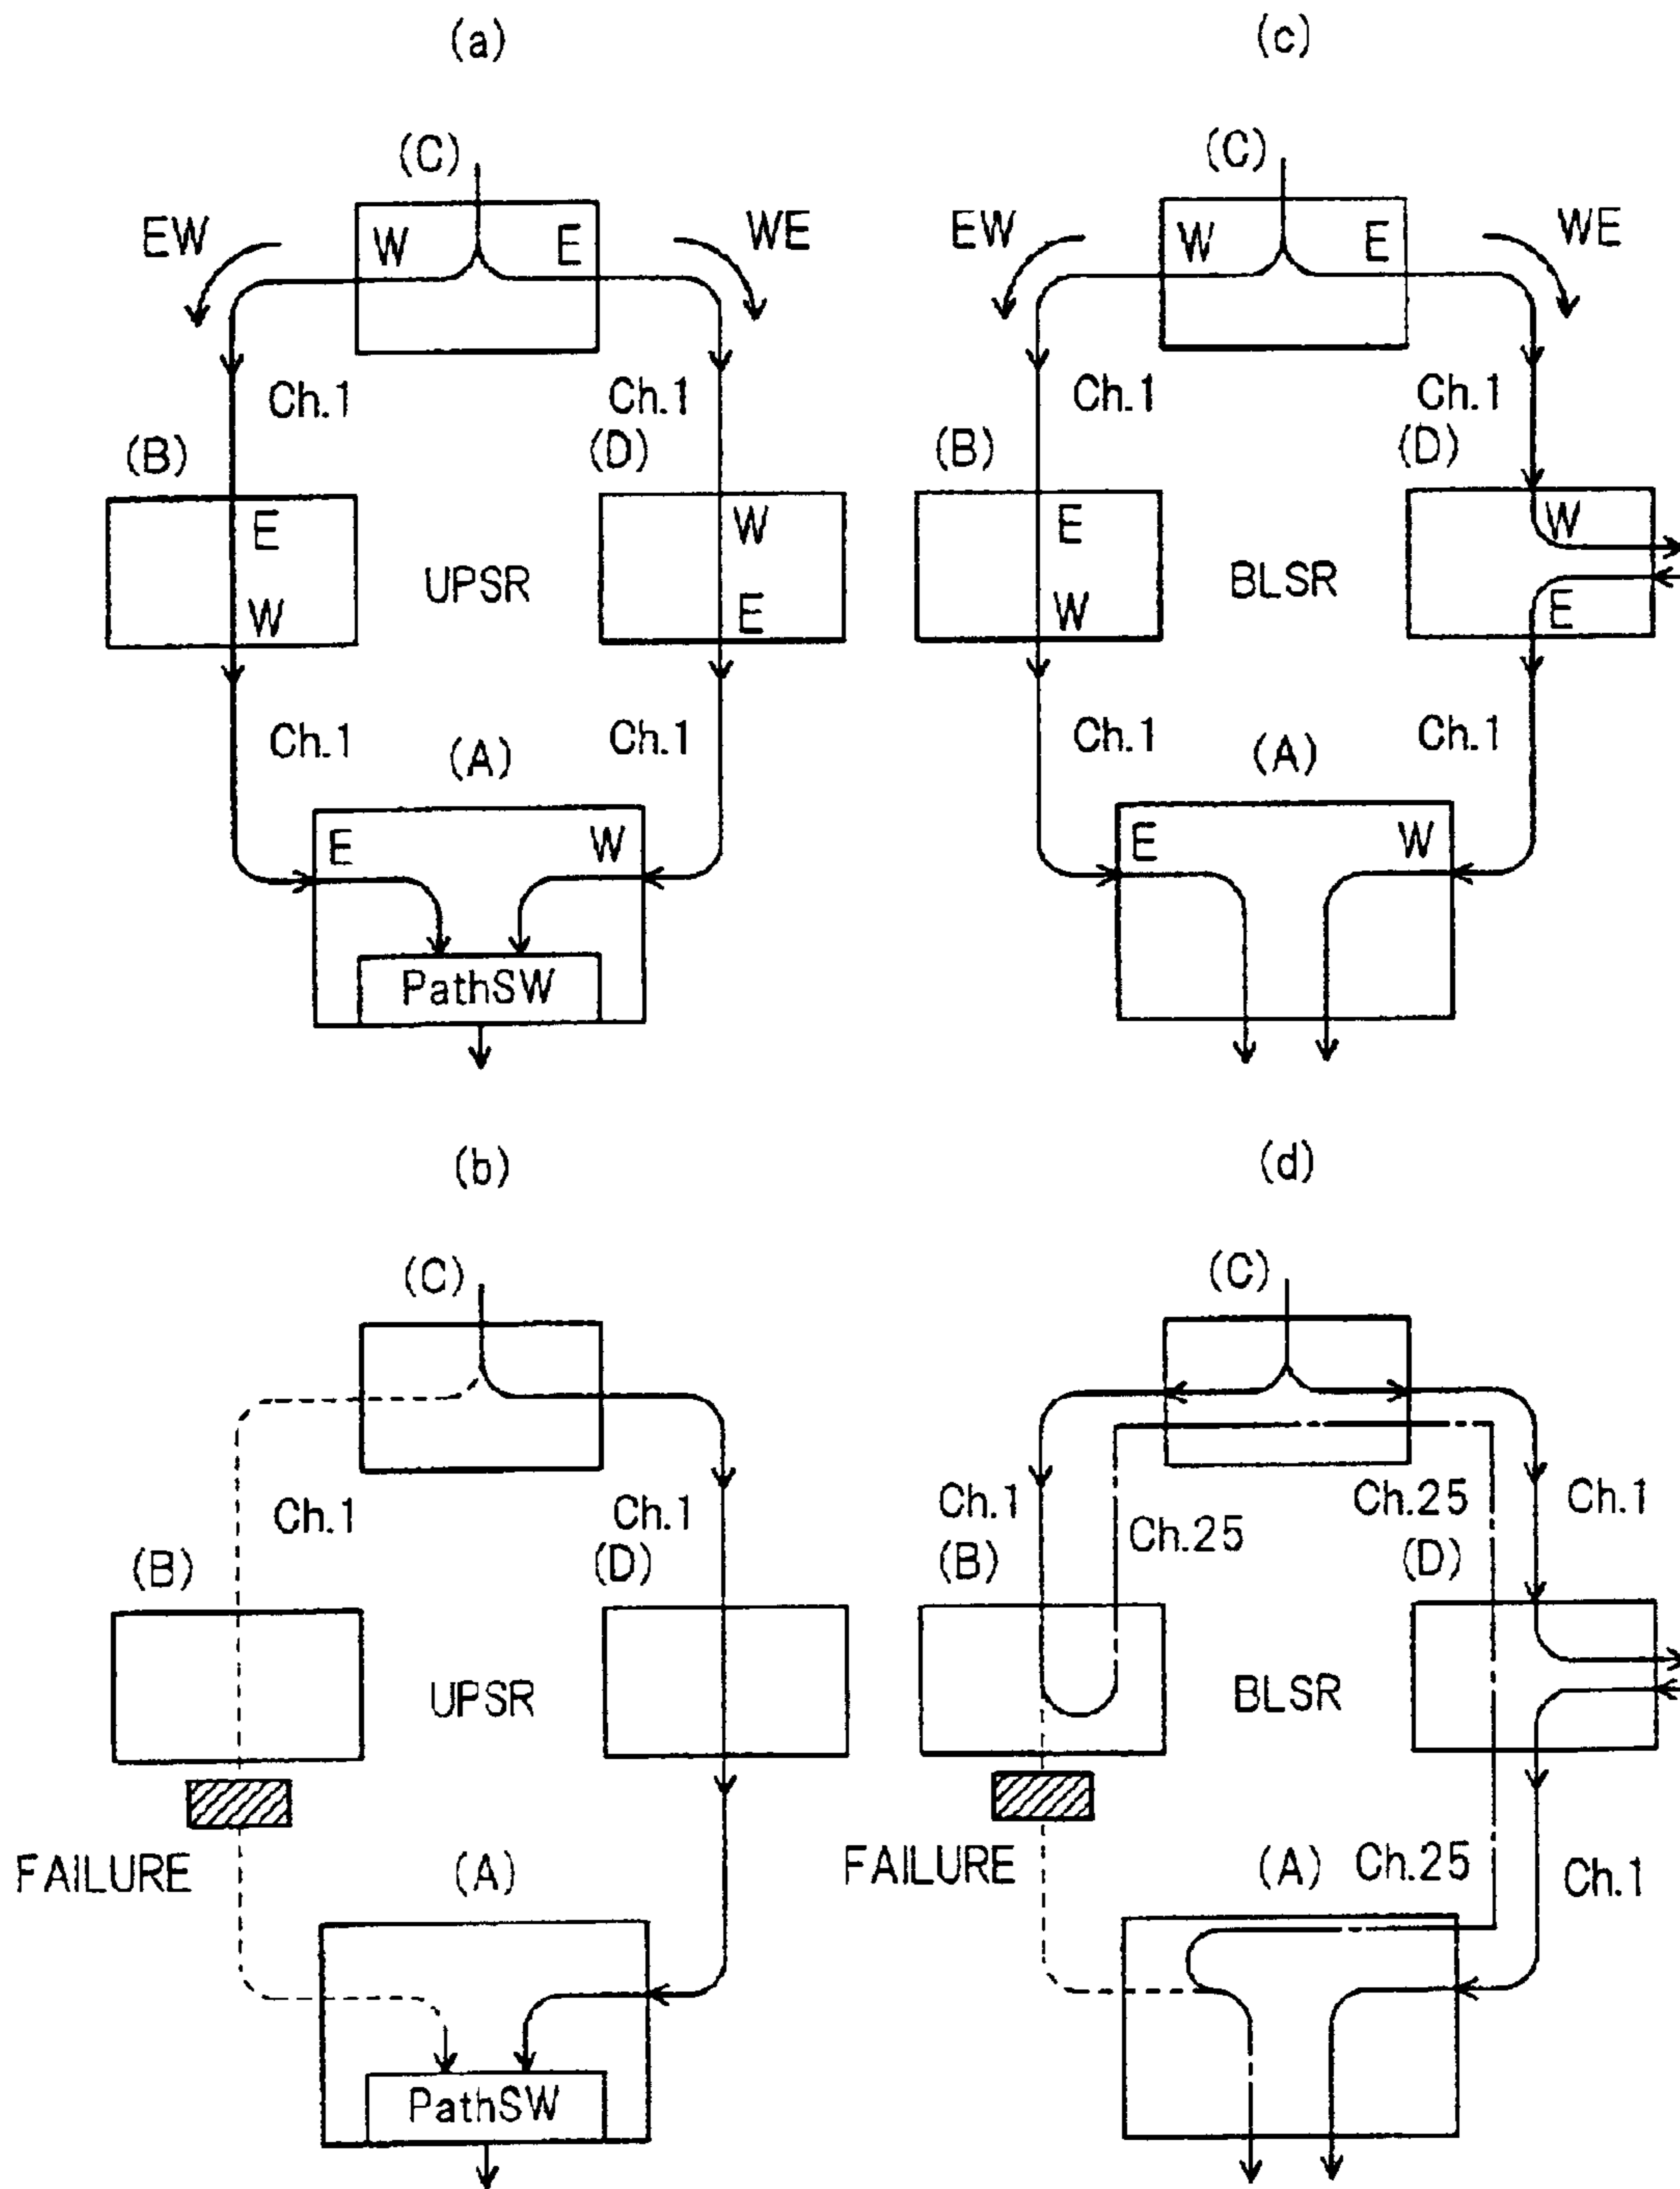 (a)
(C)
EW
W
E
WE
Ch.1
Ch.1
(B)
(D)
E
W
UPSR
W
E
Ch.1
Ch.1
(A)
E
W
PathSW
(c)
(C)
EW
W
E
WE
Ch.1
Ch.1
(B)
(D)
E
W
BLSR
W
E
Ch.1
Ch.1
(A)
E
W
(b)
(C)
Ch.1
Ch.1
(B)
(D)
UPSR
FAILURE
(A)
PathSW
(d)
(C)
Ch.1
Ch.25
Ch.25
Ch.1
(B)
(D)
BLSR
FAILURE
(A)
Ch.25
Ch.1